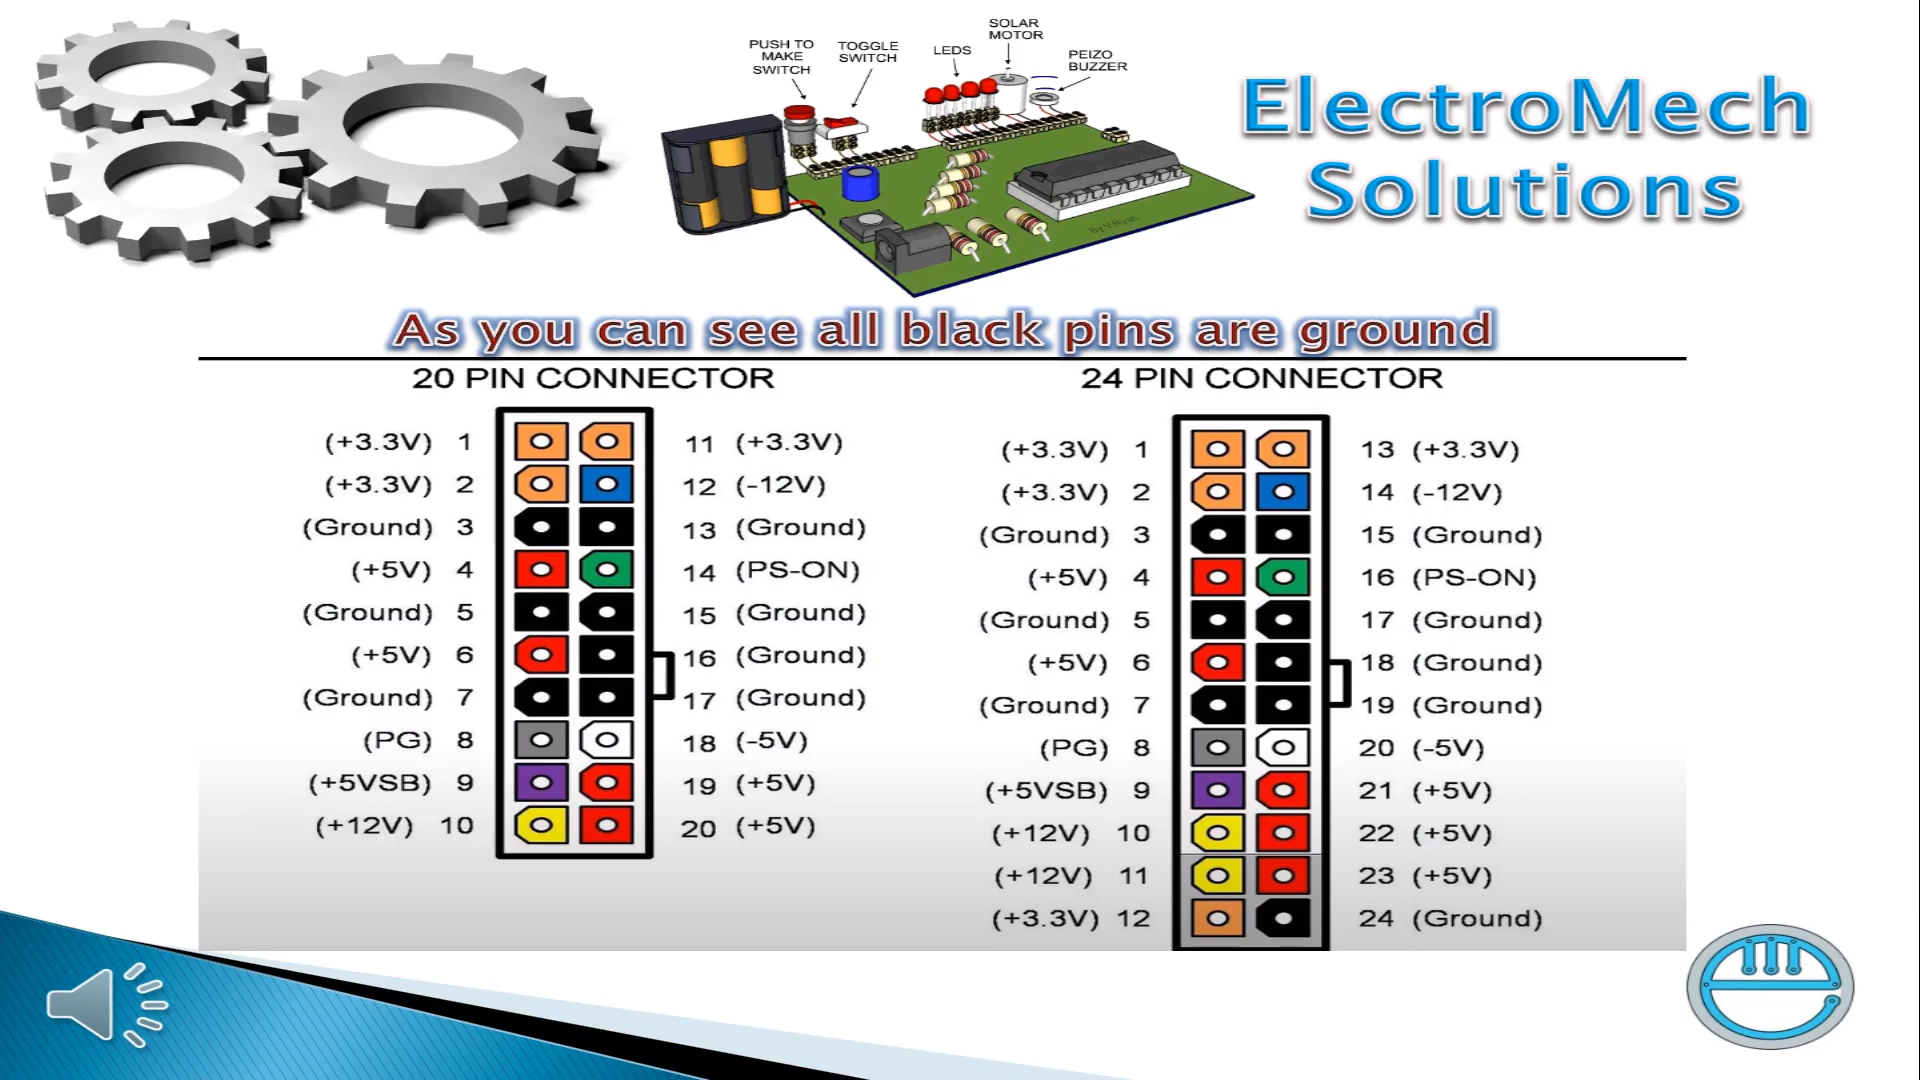 PUSH TO
MAKE
SWITCH
TOGGLE
SWITCH
LEDS
SOLAR
MOTOR
PEIZO
BUZZER
By V.Ryan
ElectroMech
Solutions
As you can see all black pins are ground
20 PIN CONNECTOR
(+3.3V) 1
11 (+3.3V)
(+3.3V) 2
12 (-12V)
(Ground) 3
13 (Ground)
(+5V) 4
14 (PS-ON)
(Ground) 5
15 (Ground)
(+5V) 6
16 (Ground)
(Ground) 7
17 (Ground)
(PG) 8
18 (-5V)
(+5VSB) 9
19 (+5V)
(+12V) 10
20 (+5V)
24 PIN CONNECTOR
(+3.3V) 1
13 (+3.3V)
(+3.3V) 2
14 (-12V)
(Ground) 3
15 (Ground)
(+5V) 4
16 (PS-ON)
(Ground) 5
17 (Ground)
(+5V) 6
18 (Ground)
(Ground) 7
19 (Ground)
(PG) 8
20 (-5V)
(+5VSB) 9
21 (+5V)
(+12V) 10
22 (+5V)
(+12V) 11
23 (+5V)
(+3.3V) 12
24 (Ground)